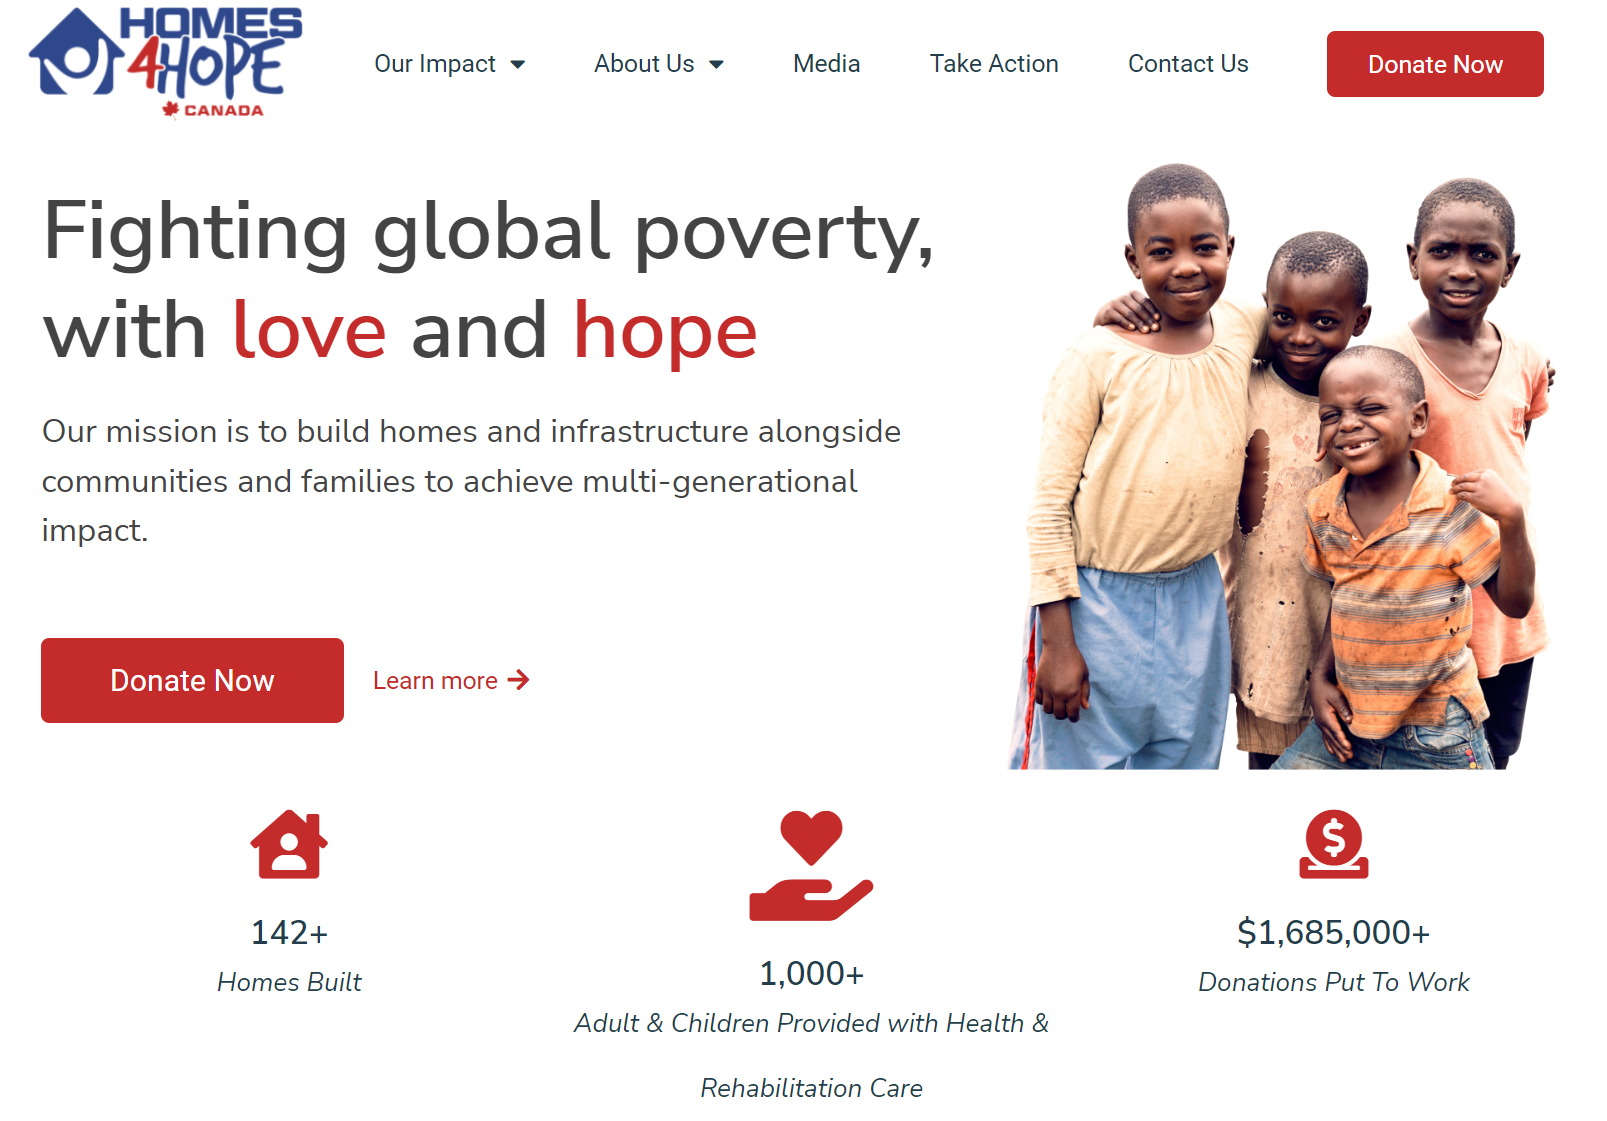 HOMES
4HOPE
CANADA
Our Impact
About Us
Media
Take Action
Contact Us
Donate Now
Fighting global poverty,
with love and hope
Our mission is to build homes and infrastructure alongside
communities and families to achieve multi-generational
impact.
Donate Now
Learn more
142+
Homes Built
1,000+
Adult & Children Provided with Health &
Rehabilitation Care
$1,685,000+
Donations Put To Work